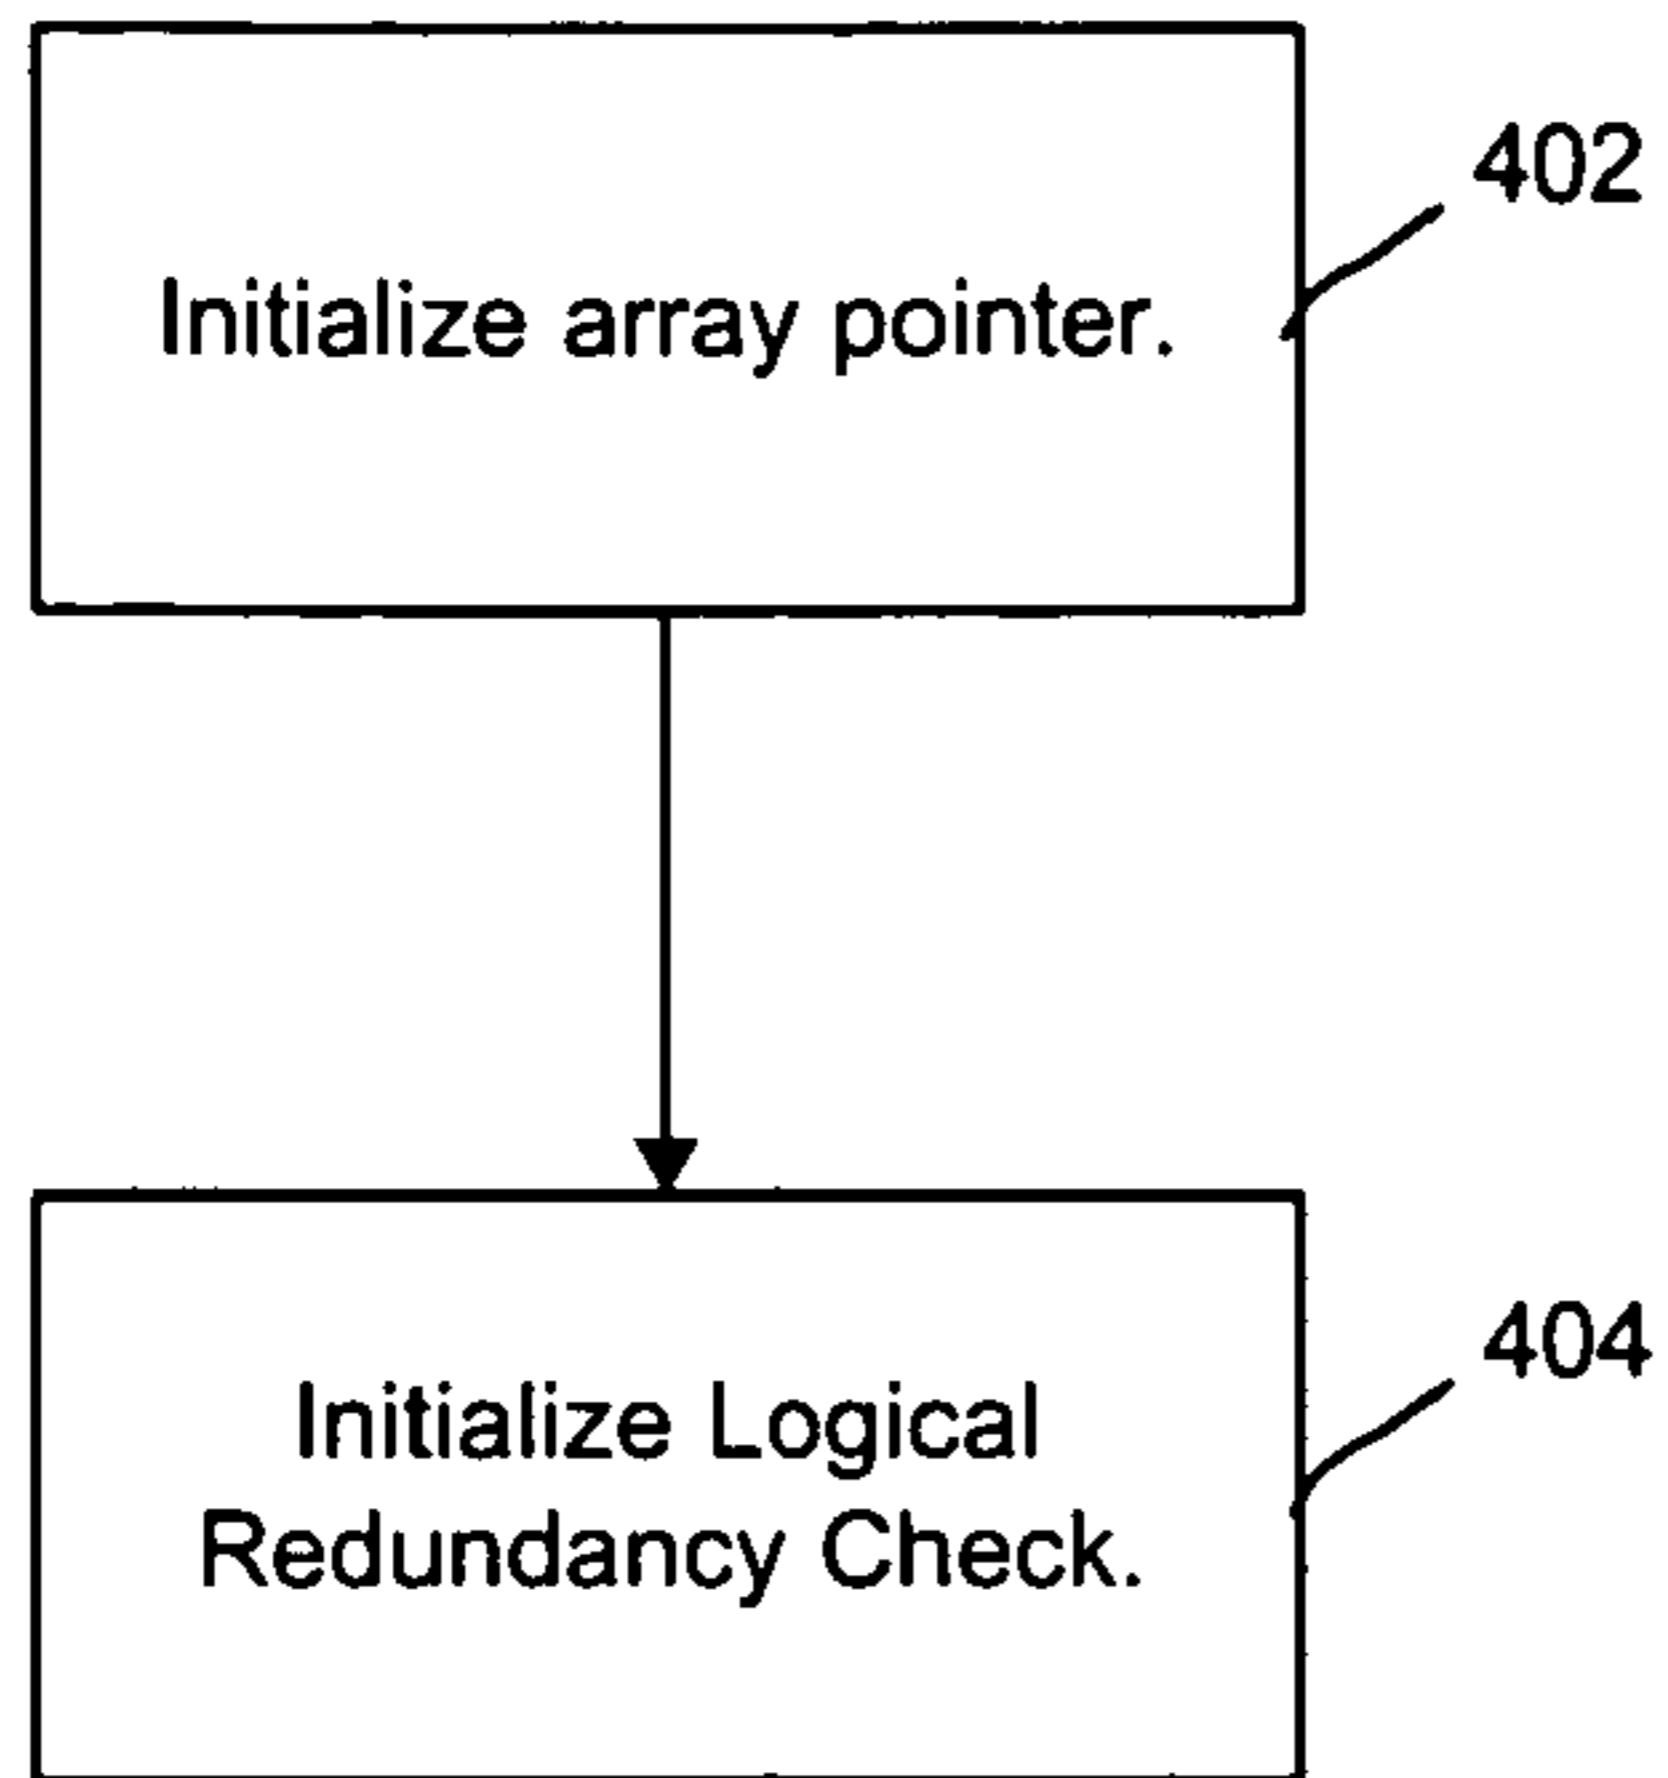 402
Initialize array pointer.
404
Initialize Logical
Redundancy Check.